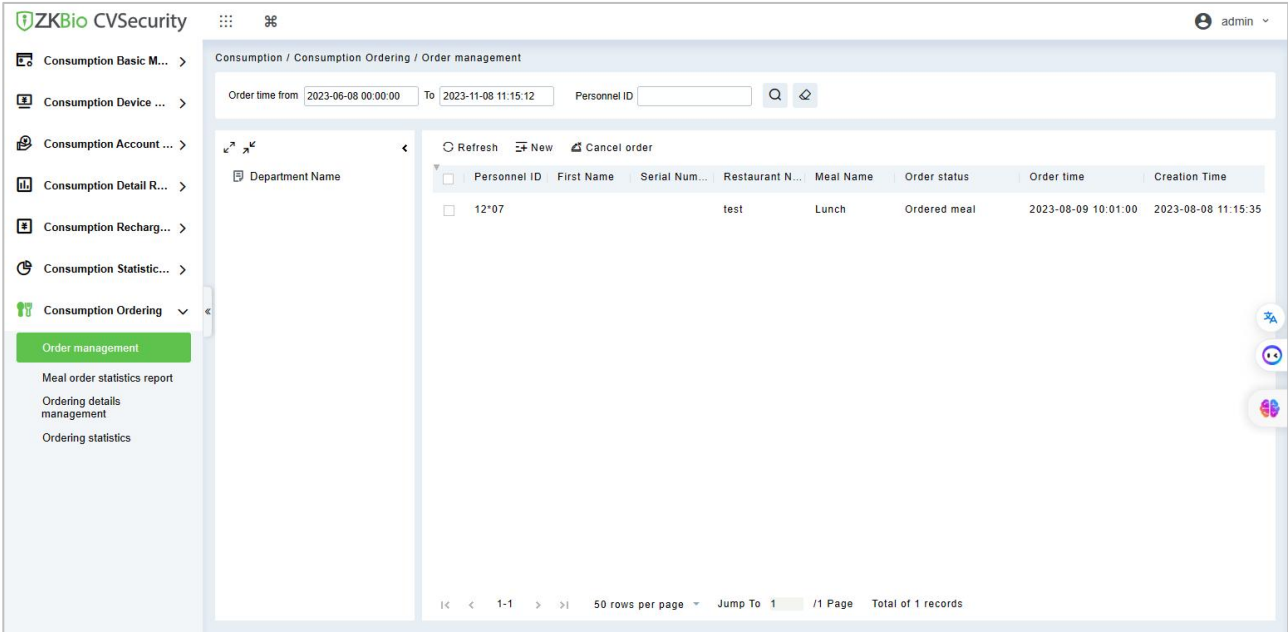 ZKBio CVSecurity
admin
Consumption Basic M...
Consumption Device ...
Consumption Account ...
Consumption Detail R...
Consumption Recharg...
Consumption Statistic...
Consumption Ordering
Order management
Meal order statistics report
Ordering details
management
Ordering statistics
Consumption / Consumption Ordering / Order management
Order time from 2023-06-08 00:00:00 To 2023-11-08 11:15:12 Personnel ID
Department Name
Refresh New Cancel order
Personnel ID First Name Serial Num... Restaurant N... Meal Name Order status Order time Creation Time
12*07 test Lunch Ordered meal 2023-08-09 10:01:00 2023-08-08 11:15:35
1-1 50 rows per page Jump To 1 /1 Page Total of 1 records